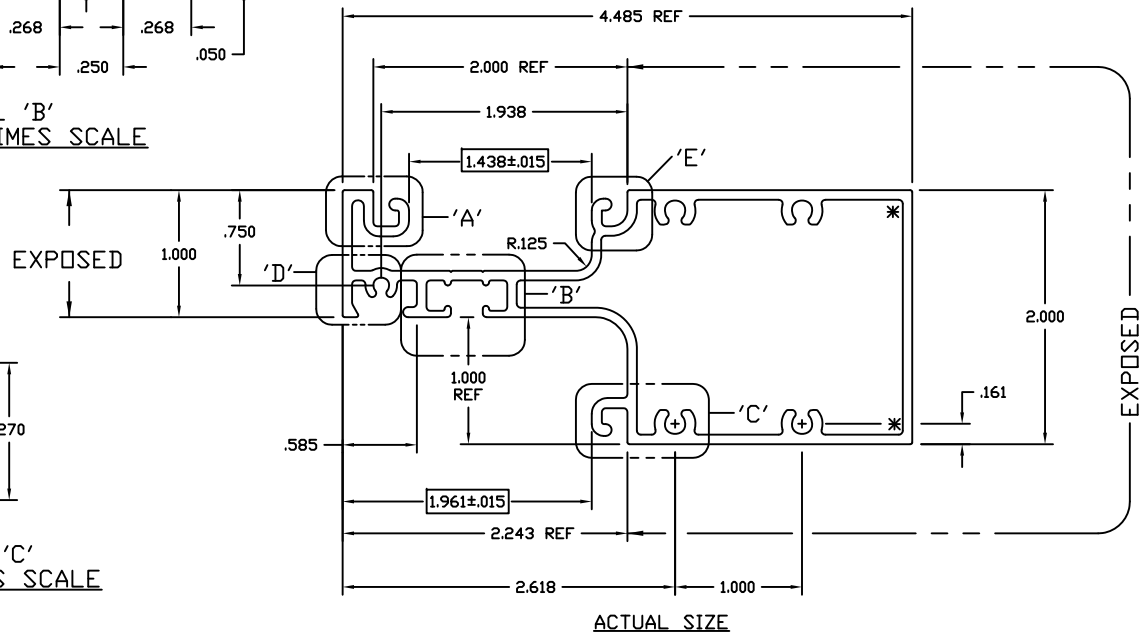 .268
.268
.050
.250
'B'
IMES SCALE
4.485 REF
2.000 REF
1.938
1.438±.015
'E'
'A'
.750
EXPOSED
1.000
R.125
'D'
'B'
1.000
REF
2.000
EXPOSED
.161
'C'
.585
270
1.961±.015
2.243 REF
'C'
S SCALE
2.618
1.000
ACTUAL SIZE